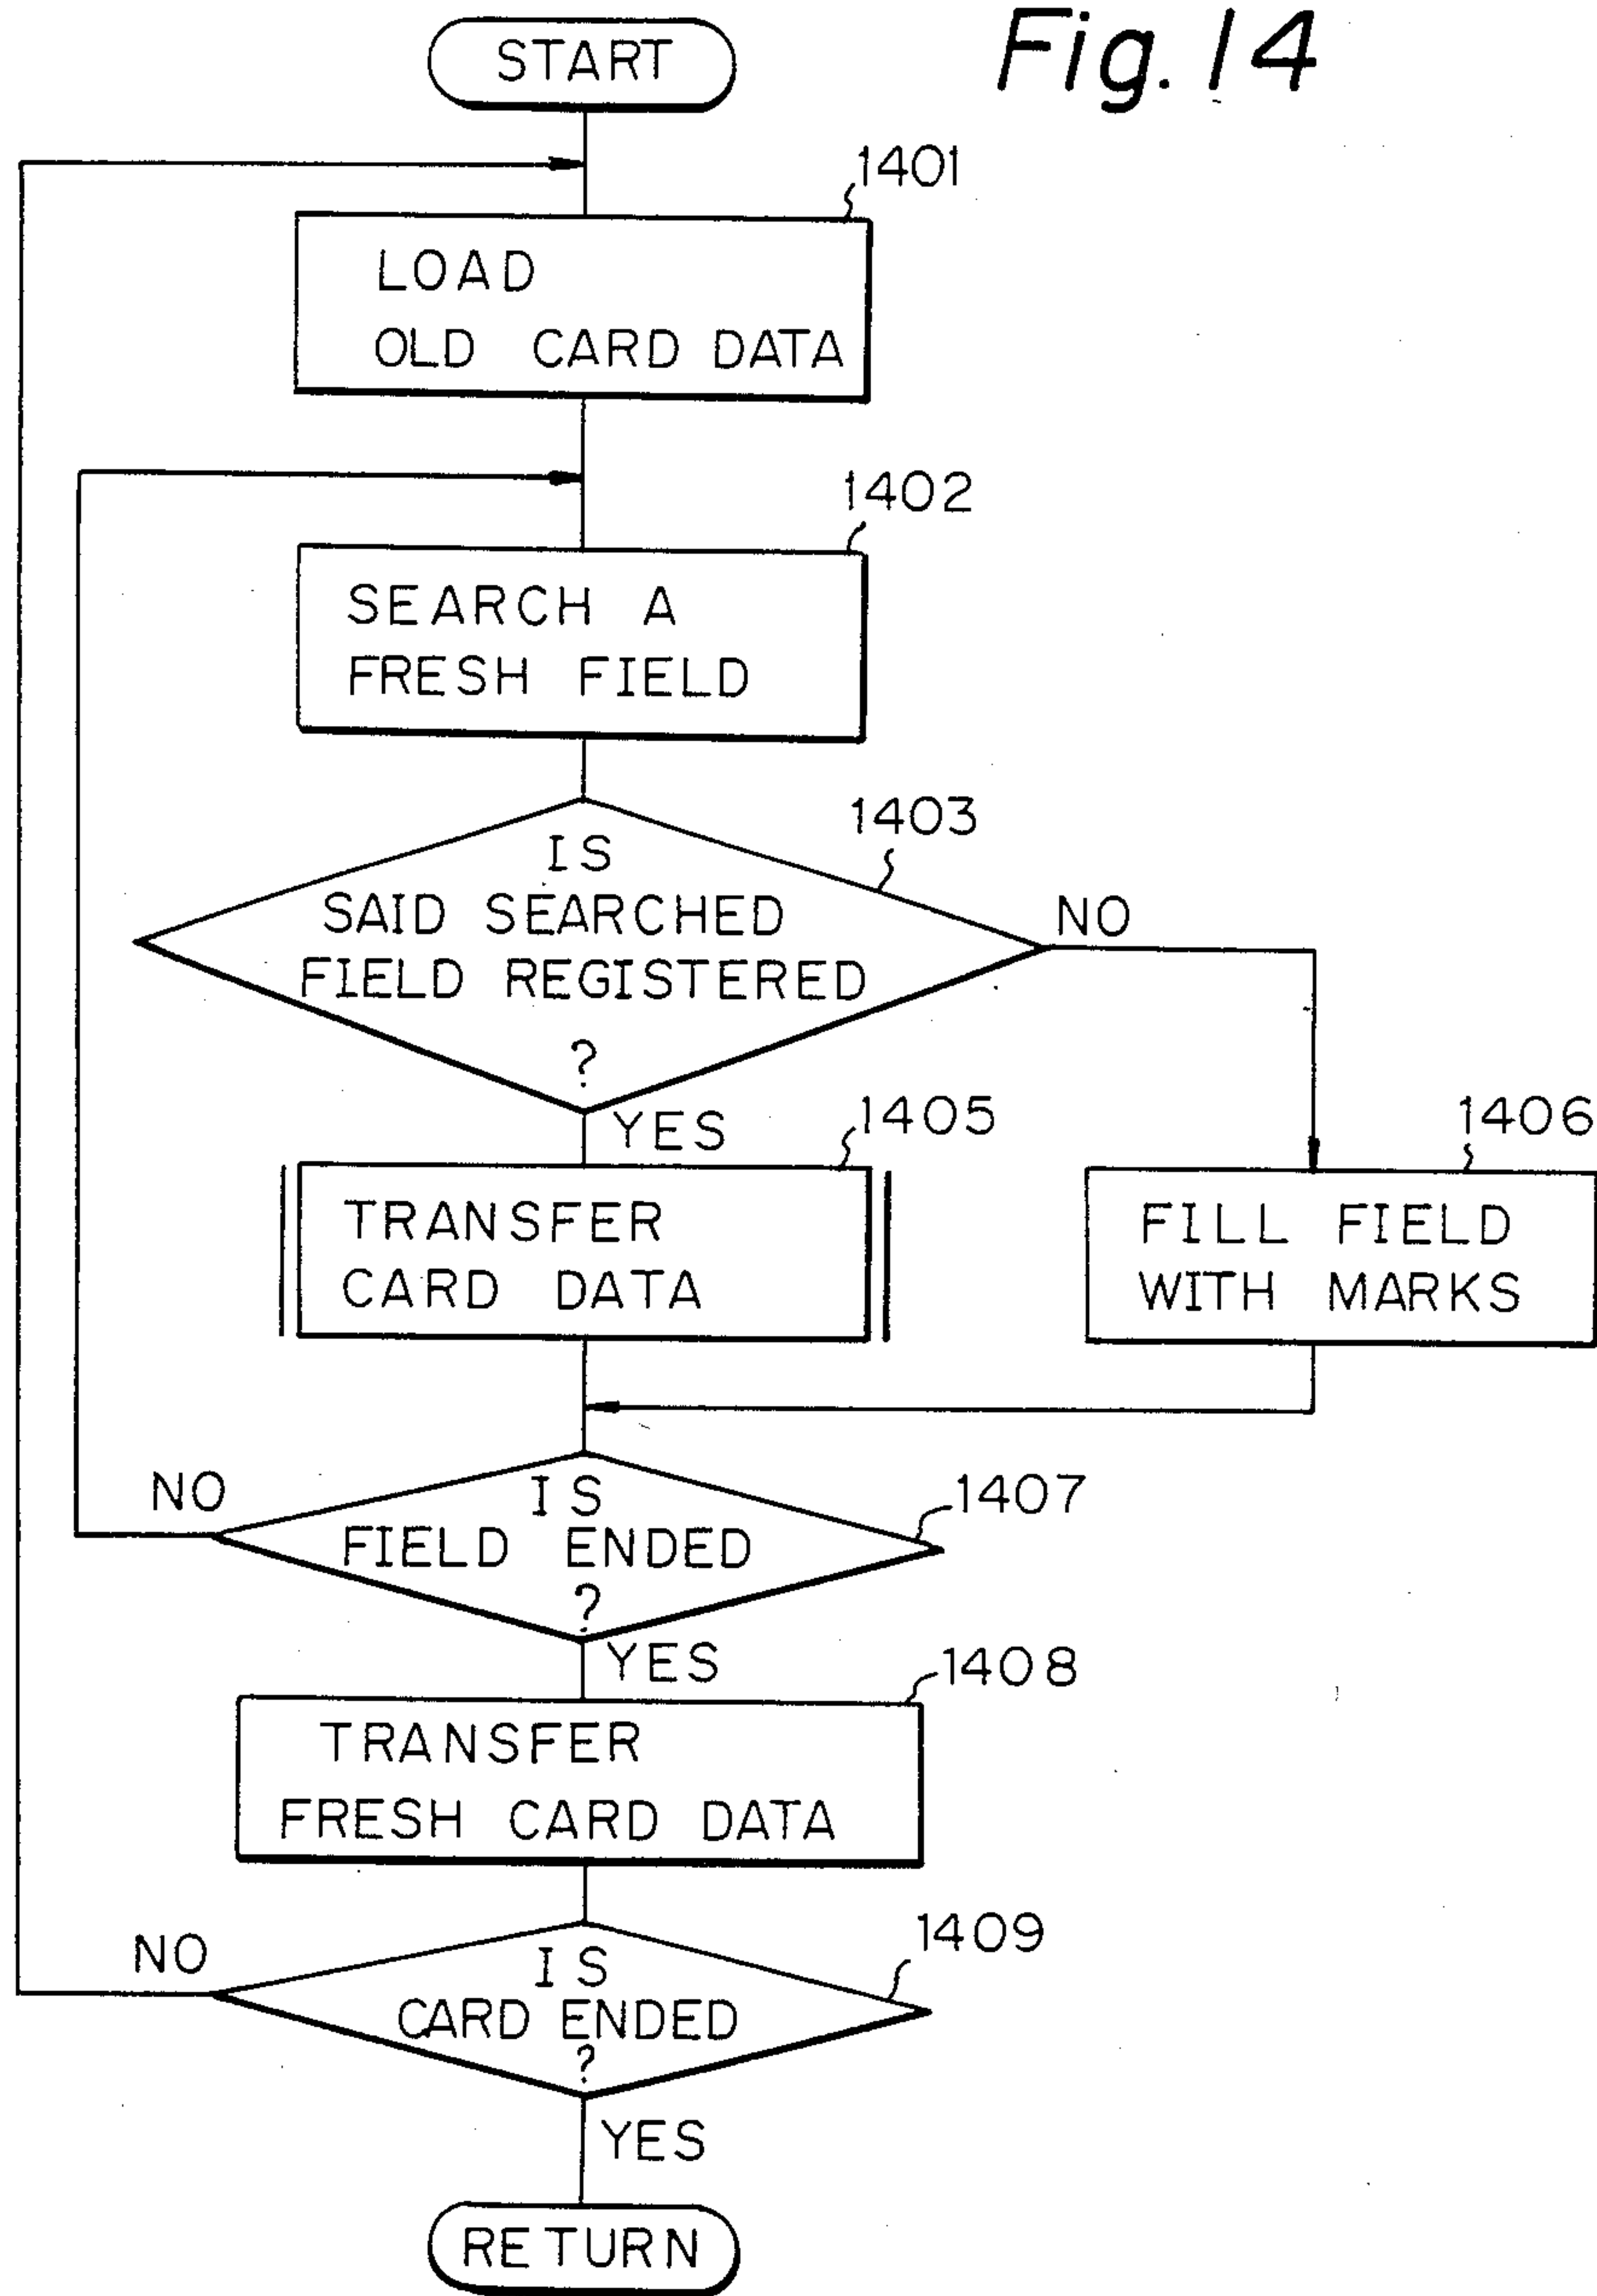 Fig. 14
START
1401
LOAD
OLD CARD DATA
1402
SEARCH A
FRESH FIELD
1403
IS
SAID SEARCHED
FIELD REGISTERED
?
NO
YES
1405
TRANSFER
CARD DATA
1406
FILL FIELD
WITH MARKS
NO
IS
FIELD ENDED
?
1407
YES
1408
TRANSFER
FRESH CARD DATA
NO
IS
CARD ENDED
?
1409
YES
RETURN